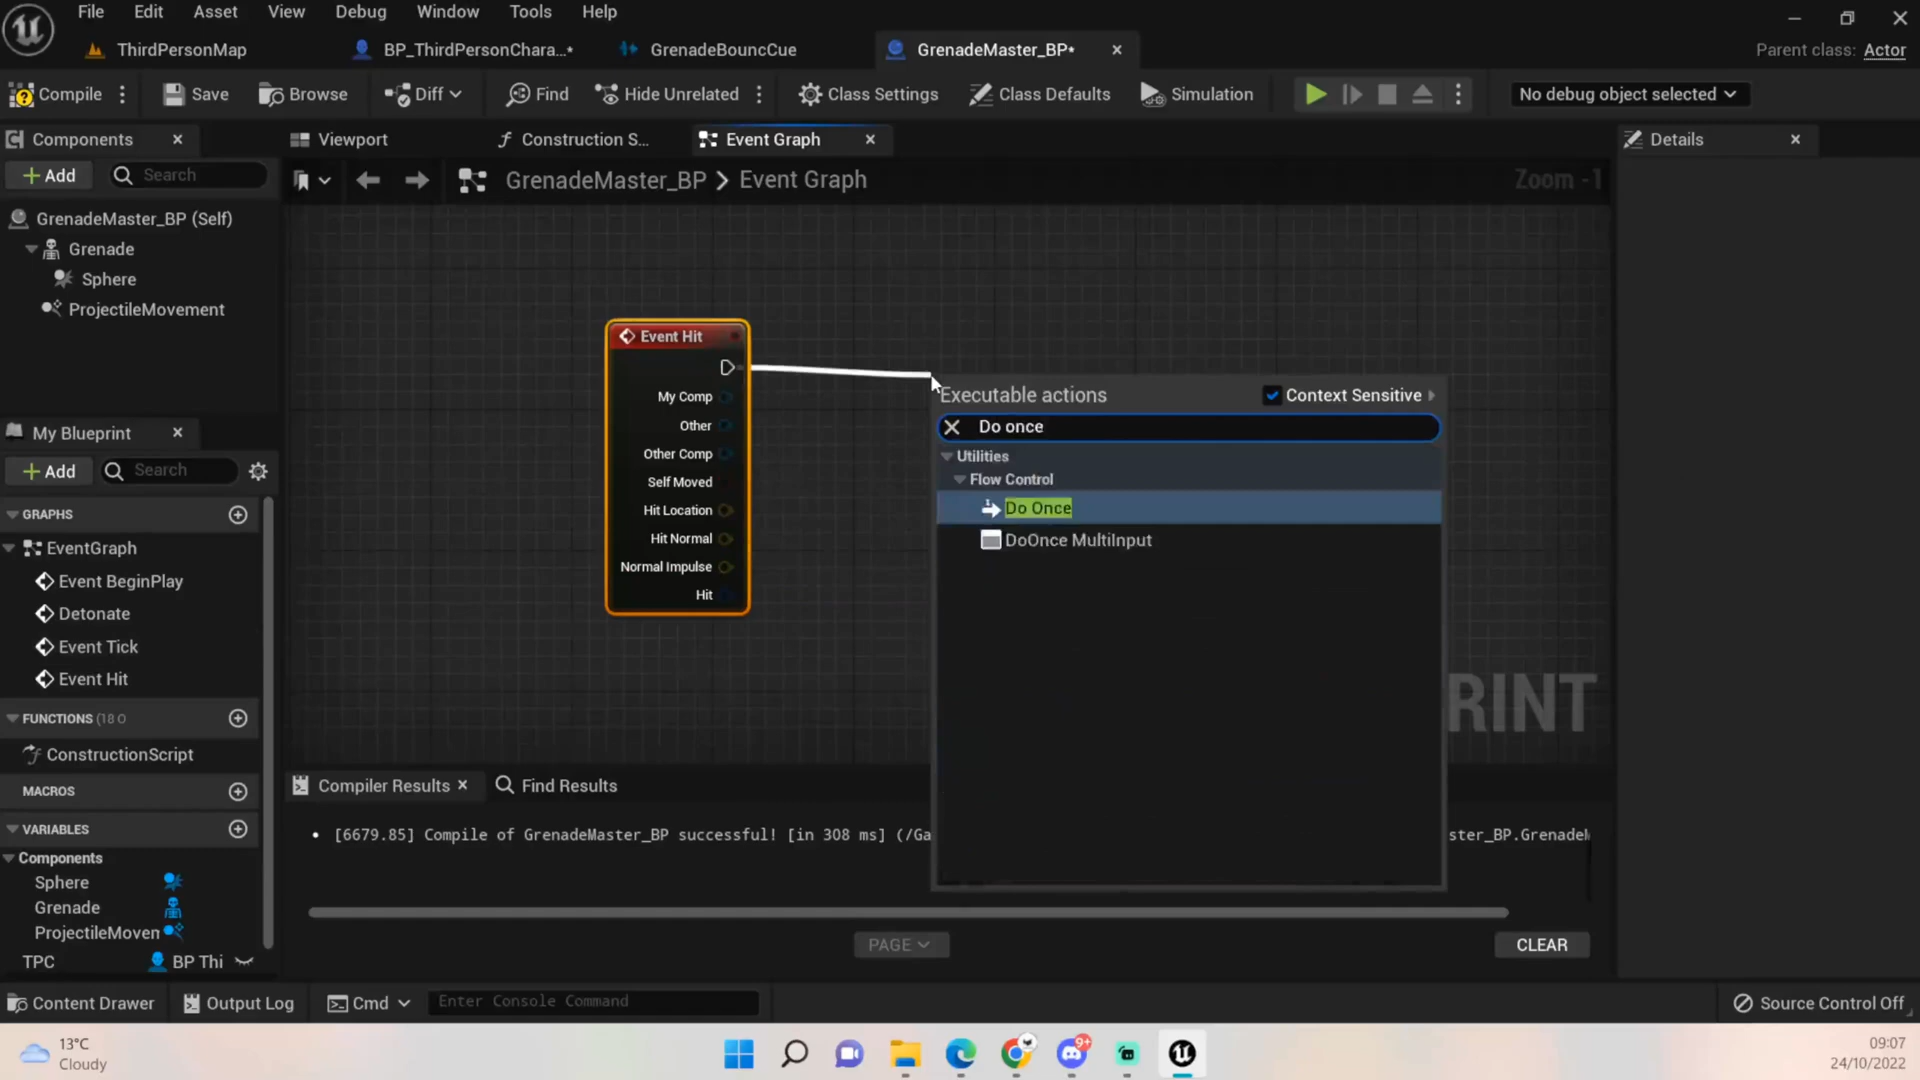 File Edit Asset View Debug Window Tools Help
ThirdPersonMap BP_ThirdPersonChara...* GrenadeBouncCue GrenadeMaster_BP* Parent class: Actor
Compile Save Browse Diff Find Hide Unrelated Class Settings Class Defaults Simulation No debug object selected
Components Viewport Construction S... Event Graph Details
Add Search GrenadeMaster_BP > Event Graph Zoom -1
GrenadeMaster_BP (Self)
Grenade
Sphere
ProjectileMovement
Event Hit
My Comp
Other
Other Comp
Self Moved
Hit Location
Hit Normal
Normal Impulse
Hit
Executable actions Context Sensitive
Do once
Utilities
Flow Control
Do Once
DoOnce MultiInput
RINT
My Blueprint
Add Search
GRAPHS
EventGraph
Event BeginPlay
Detonate
Event Tick
Event Hit
FUNCTIONS (18 O
ConstructionScript
MACROS
VARIABLES
Components
Sphere
Grenade
ProjectileMovem
TPC BP Thi
Compiler Results Find Results
[6679.85] Compile of GrenadeMaster_BP successful! [in 308 ms] (/Ga ster_BP.Grenade
PAGE CLEAR
Content Drawer Output Log Cmd Enter Console Command Source Control Off
13°C
Cloudy
9+
09:07
24/10/2022